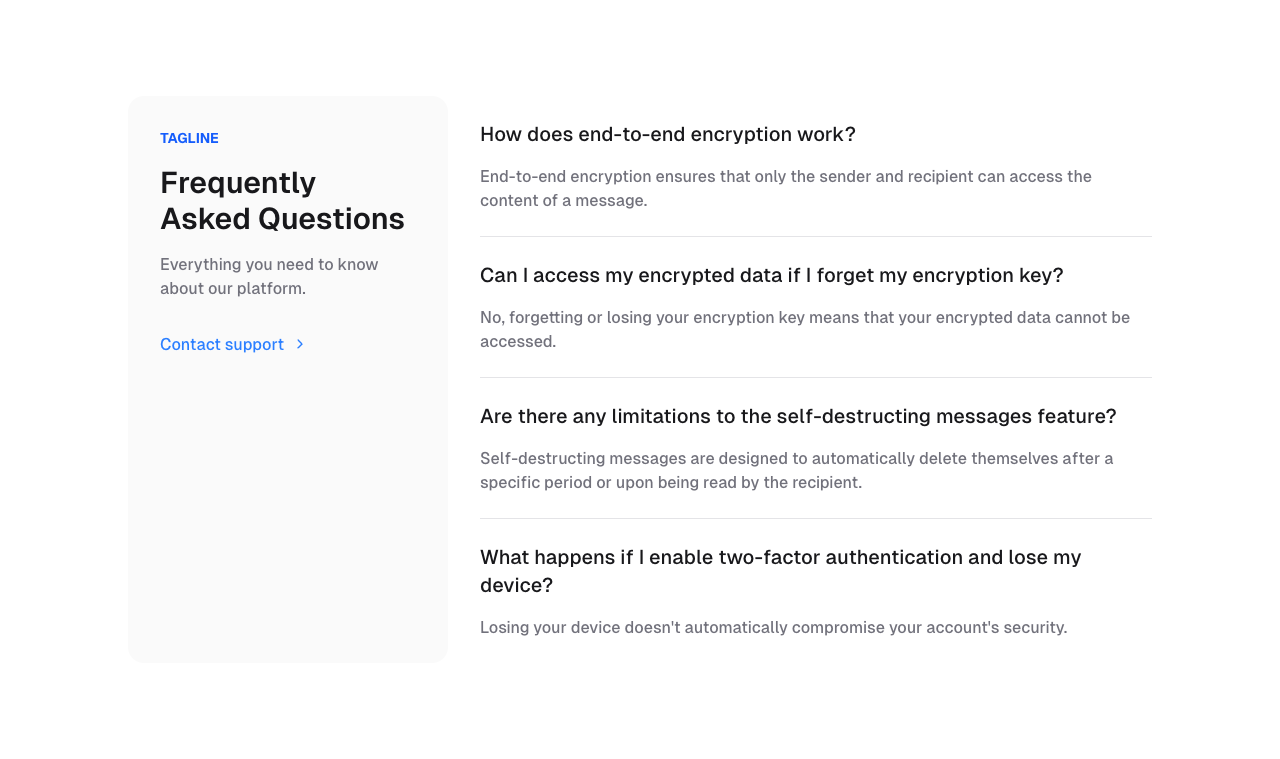 TAGLINE
Frequently
Asked Questions
Everything you need to know
about our platform.
Contact support
How does end-to-end encryption work?
End-to-end encryption ensures that only the sender and recipient can access the
content of a message.
Can I access my encrypted data if I forget my encryption key?
No, forgetting or losing your encryption key means that your encrypted data cannot be
accessed.
Are there any limitations to the self-destructing messages feature?
Self-destructing messages are designed to automatically delete themselves after a
specific period or upon being read by the recipient.
What happens if I enable two-factor authentication and lose my
device?
Losing your device doesn't automatically compromise your account's security.